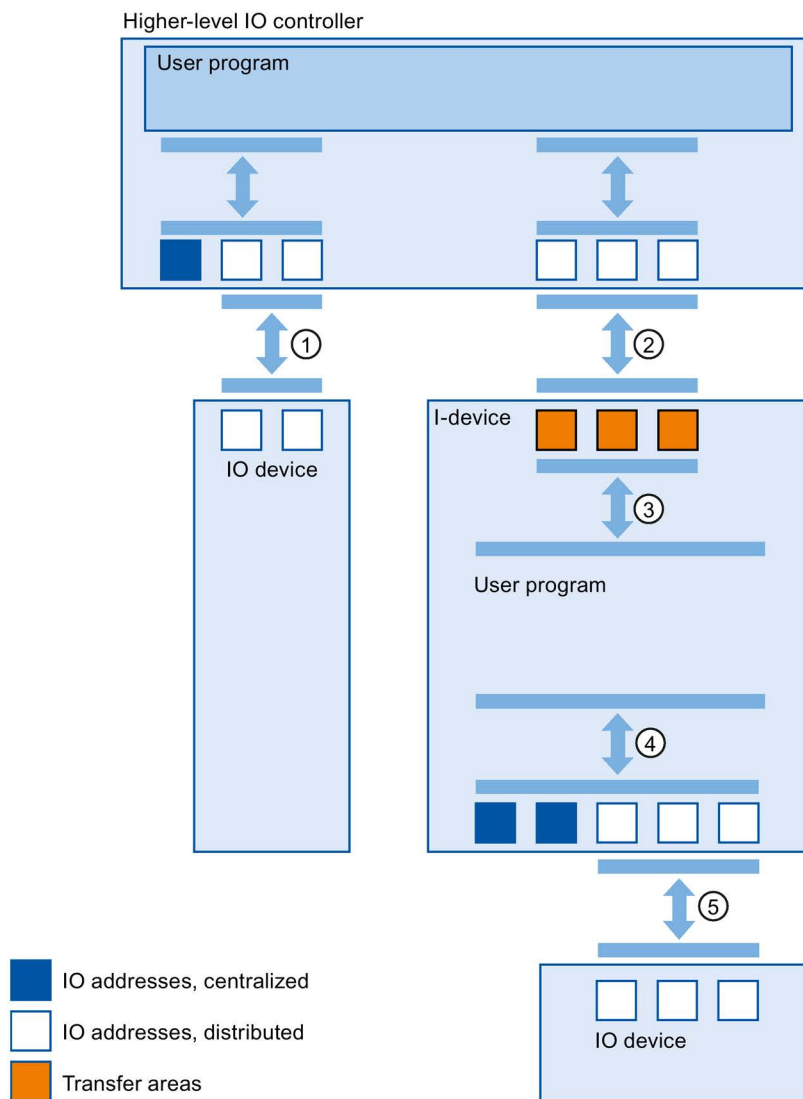 Higher-level IO controller
User program
1
2
I-device
IO device
3
User program
4
5
IO addresses, centralized
IO addresses, distributed
IO device
Transfer areas